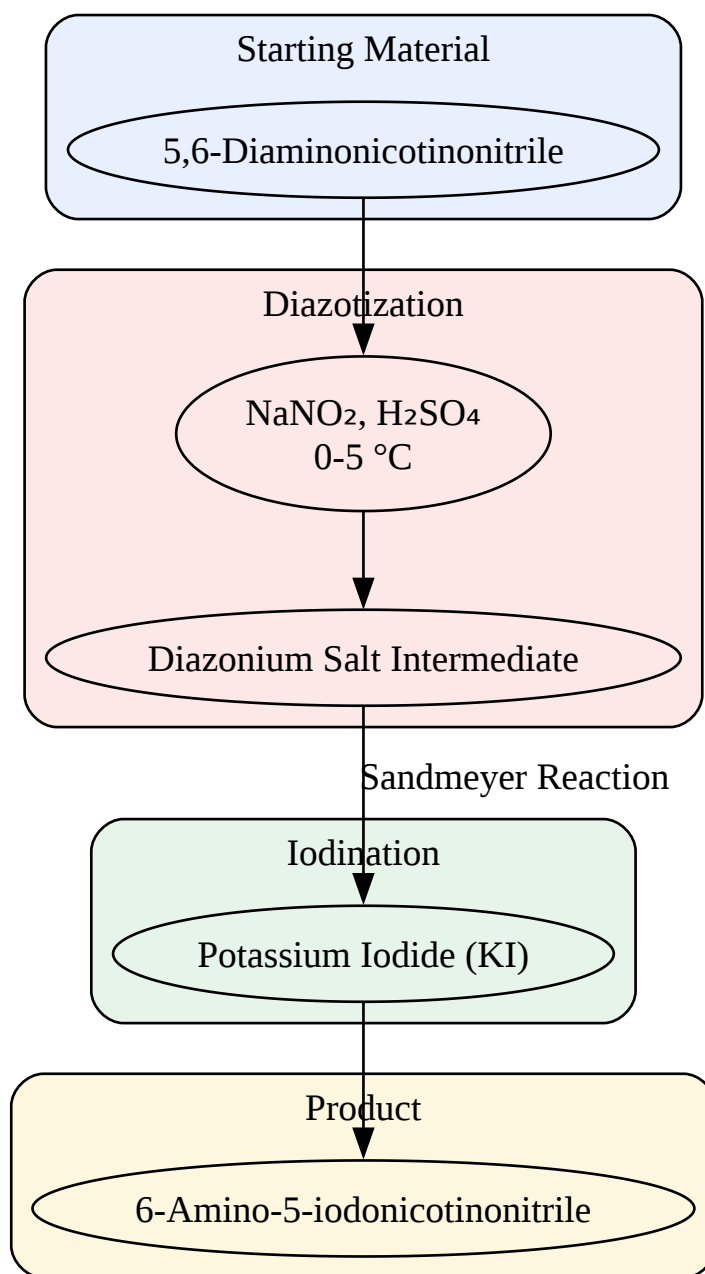 Starting Material
5,6-Diaminonicotinonitrile
Diazotization
NaNO₂, H₂SO₄
0-5 °C
Diazonium Salt Intermediate
Sandmeyer Reaction
Iodination
Potassium Iodide (KI)
Product
6-Amino-5-iodonicotinonitrile